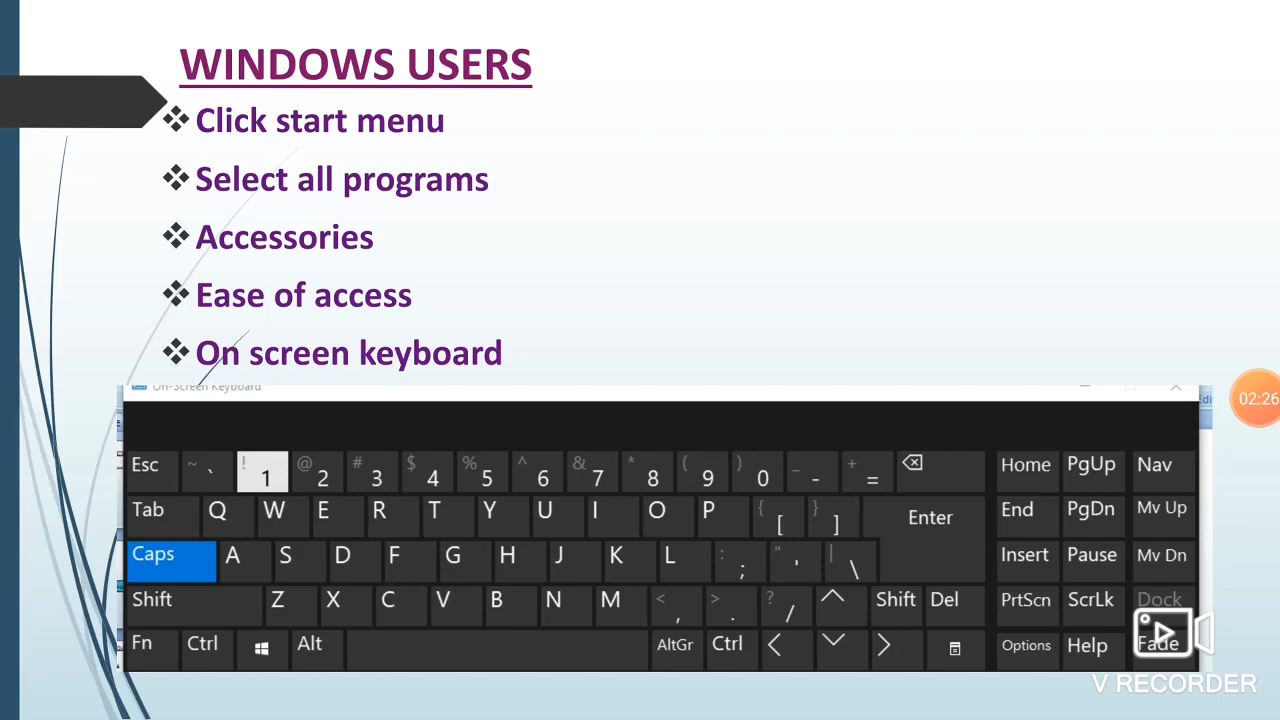 WINDOWS USERS
Click start menu
Select all programs
Accessories
Ease of access
On screen keyboard
On-Screen Keyboard
02:26
Esc ~ ` ! 1 @ 2 # 3 $ 4 % 5 ^ 6 & 7 * 8 ( 9 ) 0 _ - + = Home PgUp Nav
Tab Q W E R T Y U I O P { [ } ] Enter End PgDn Mv Up
Caps A S D F G H J K L : ; " ' | \ Insert Pause Mv Dn
Shift Z X C V B N M < , > . ? / Shift Del PrtScn ScrLk Dock
Fn Ctrl Alt AltGr Ctrl Options Help Fade
V RECORDER